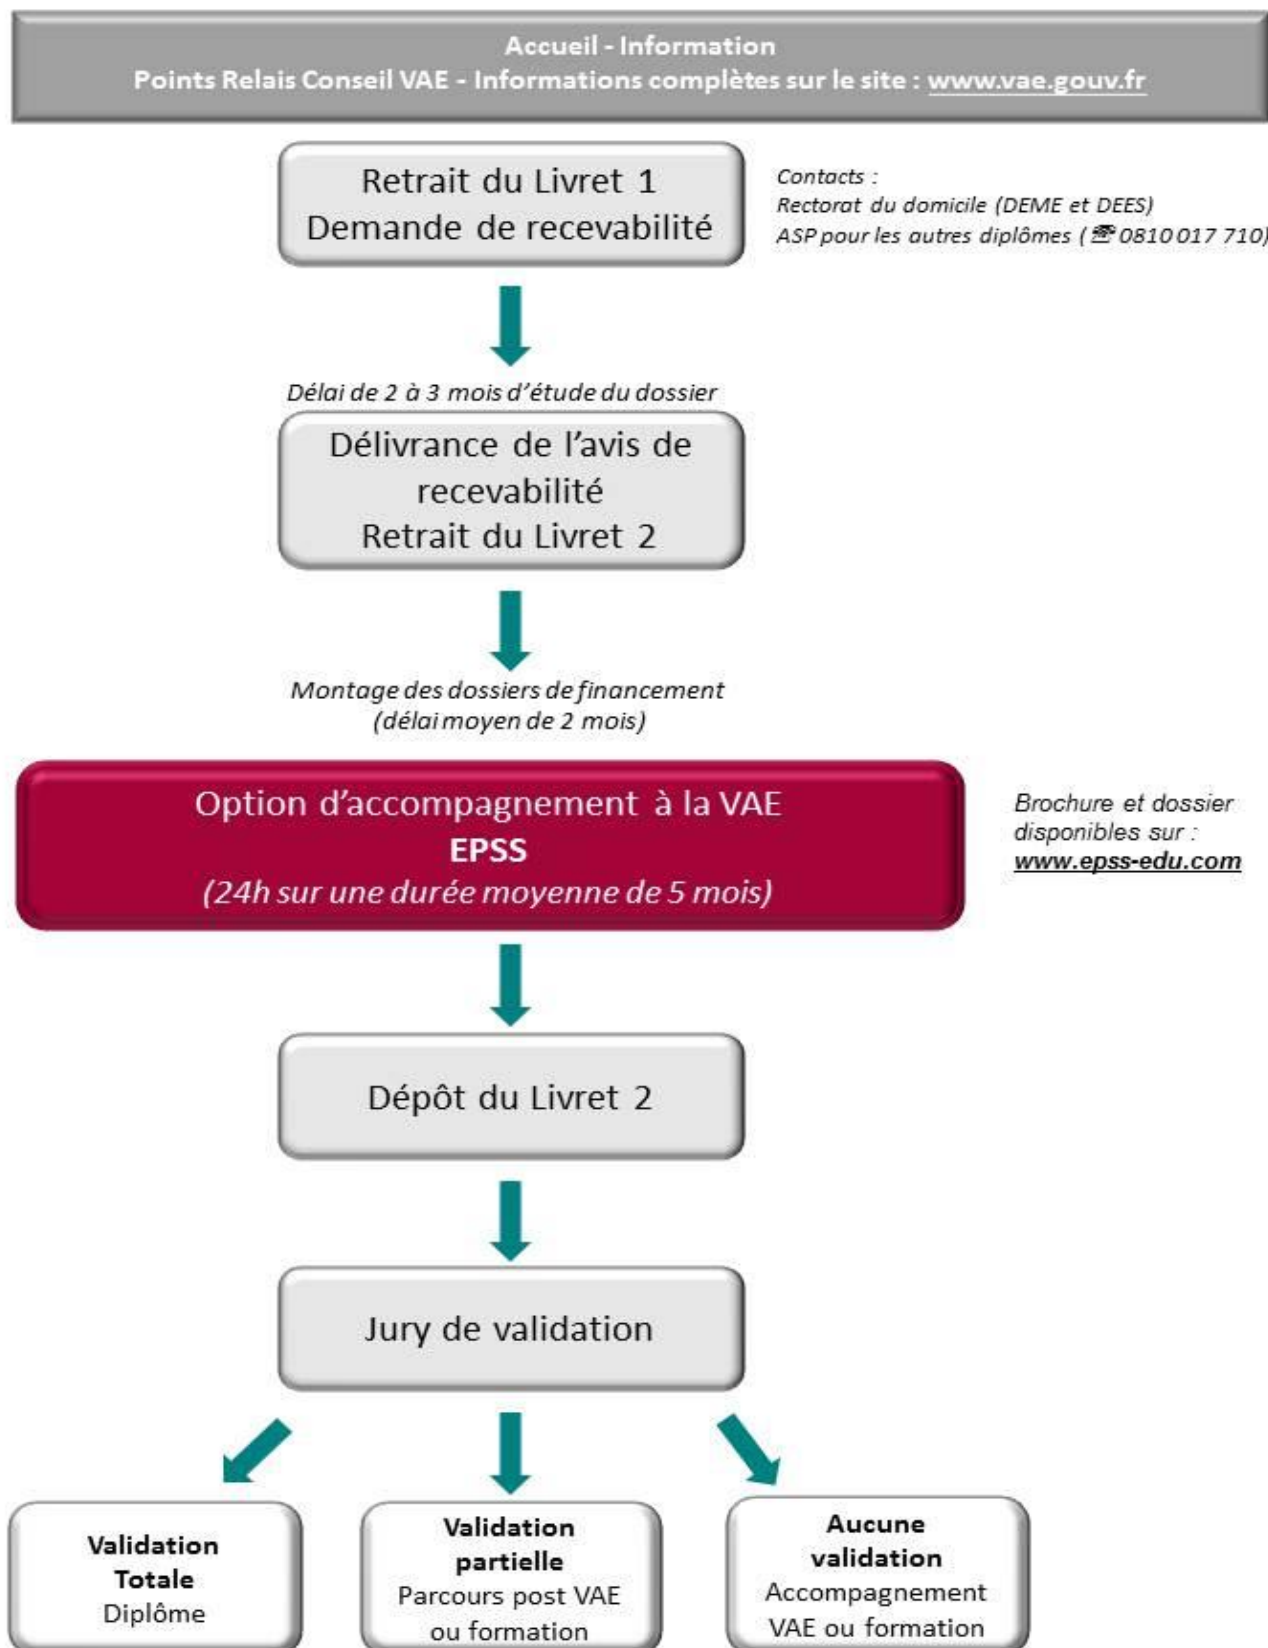 Accueil - Information
Points Relais Conseil VAE - Informations complètes sur le site : www.vae.gouv.fr
Retrait du Livret 1
Demande de recevabilité
Contacts :
Rectorat du domicile (DEME et DEES)
ASP pour les autres diplômes (☎ 0810 017 710)
Délai de 2 à 3 mois d’étude du dossier
Délivrance de l’avis de
recevabilité
Retrait du Livret 2
Montage des dossiers de financement
(délai moyen de 2 mois)
Option d’accompagnement à la VAE
EPSS
(24h sur une durée moyenne de 5 mois)
Brochure et dossier
disponibles sur :
www.epss-edu.com
Dépôt du Livret 2
Jury de validation
Validation
Totale
Diplôme
Validation
partielle
Parcours post VAE
ou formation
Aucune
validation
Accompagnement
VAE ou formation